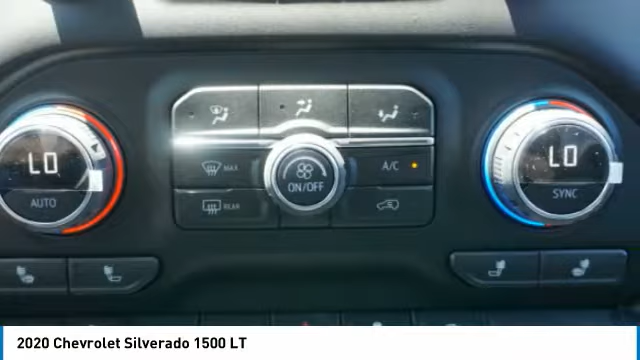 LO
AUTO
MAX
REAR
ON/OFF
A/C
LO
SYNC
2020 Chevrolet Silverado 1500 LT